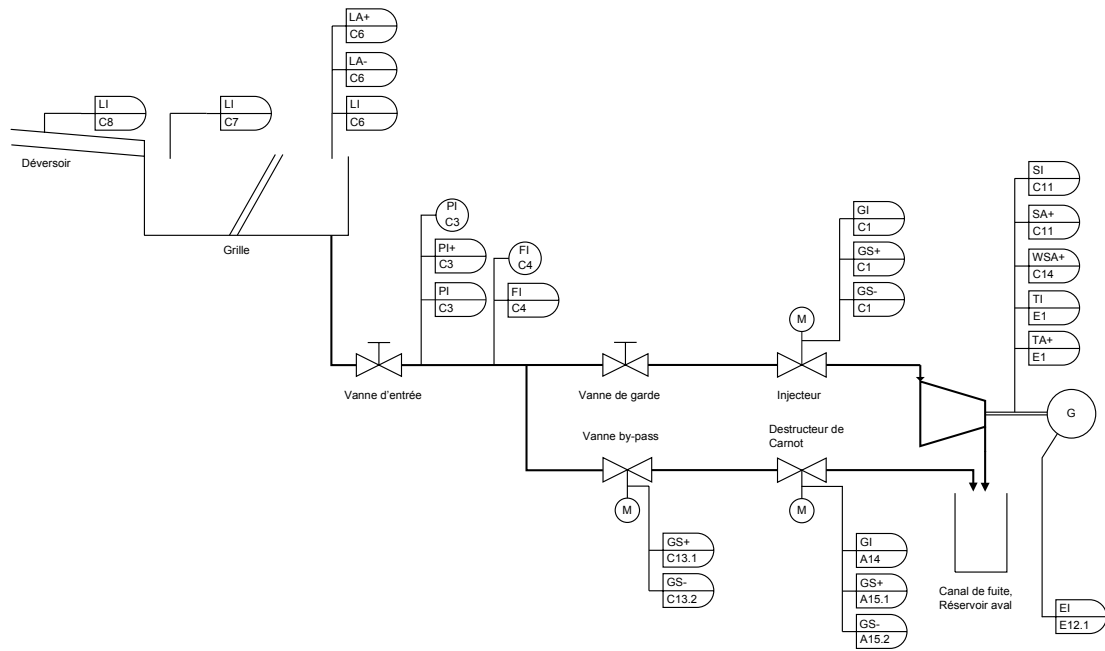 LA+
C6
LA-
C6
LI
C8
LI
C7
LI
C6
Déversoir
Grille
PI
C3
PI+
C3
PI
C3
FI
C4
FI
C4
GI
C1
GS+
C1
GS-
C1
SI
C11
SA+
C11
WSA+
C14
TI
E1
TA+
E1
M
Vanne d'entrée
Vanne de garde
Injecteur
G
Vanne by-pass
Destructeur de
Carnot
M
M
GS+
C13.1
GS-
C13.2
GI
A14
GS+
A15.1
GS-
A15.2
Canal de fuite,
Réservoir aval
EI
E12.1